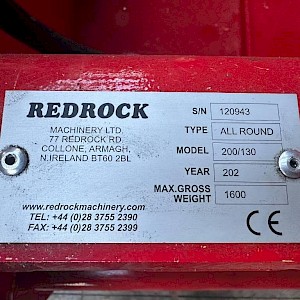 REDROCK
MACHINERY LTD.
77 REDROCK RD
COLLONE, ARMAGH,
N.IRELAND BT60 2BL
www.redrockmachinery.com
TEL: +44 (0)28 3755 2390
FAX: +44 (0)28 3755 2399
S/N 120943
TYPE ALL ROUND
MODEL 200/130
YEAR 202
MAX.GROSS
WEIGHT 1600
CE